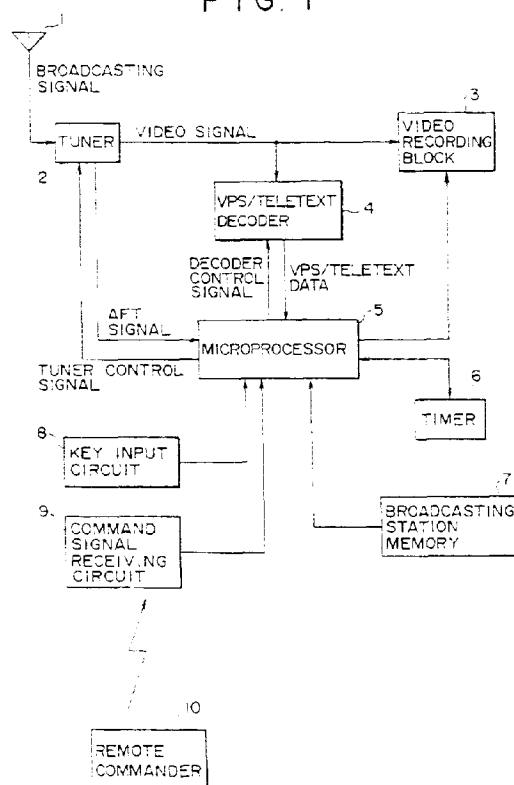 FIG. 1
1
BROADCASTING
SIGNAL
TUNER
2
VIDEO SIGNAL
3
VIDEO
RECORDING
BLOCK
VPS/TELETEXT
DECODER
4
DECODER
CONTROL
SIGNAL
VPS/TELETEXT
DATA
5
AFT
SIGNAL
MICROPROCESSOR
TUNER CONTROL
SIGNAL
6
TIMER
8
KEY INPUT
CIRCUIT
7
BROADCASTING
STATION
MEMORY
9
COMMAND
SIGNAL
RECEIVING
CIRCUIT
10
REMOTE
COMMANDER